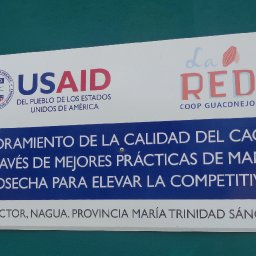 USAID
DEL PUEBLO DE LOS ESTADOS
UNIDOS DE AMÉRICA
La
RED
COOP GUACONEJO
ORAMIENTO DE LA CALIDAD DEL CAC
AVÉS DE MEJORES PRÁCTICAS DE MA
OSECHA PARA ELEVAR LA COMPETITIV
CTOR, NAGUA, PROVINCIA MARÍA TRINIDAD SÁNC